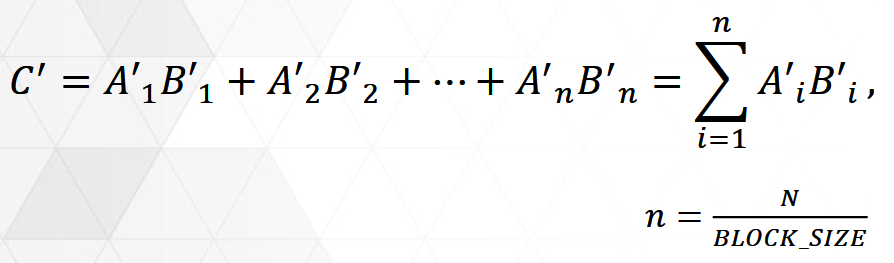 C′ = A′₁B′₁ + A′₂B′₂ + ⋯ + A′ₙB′ₙ = ∑ᵢ₌₁ⁿ A′ᵢB′ᵢ ,
n = N / BLOCK_SIZE